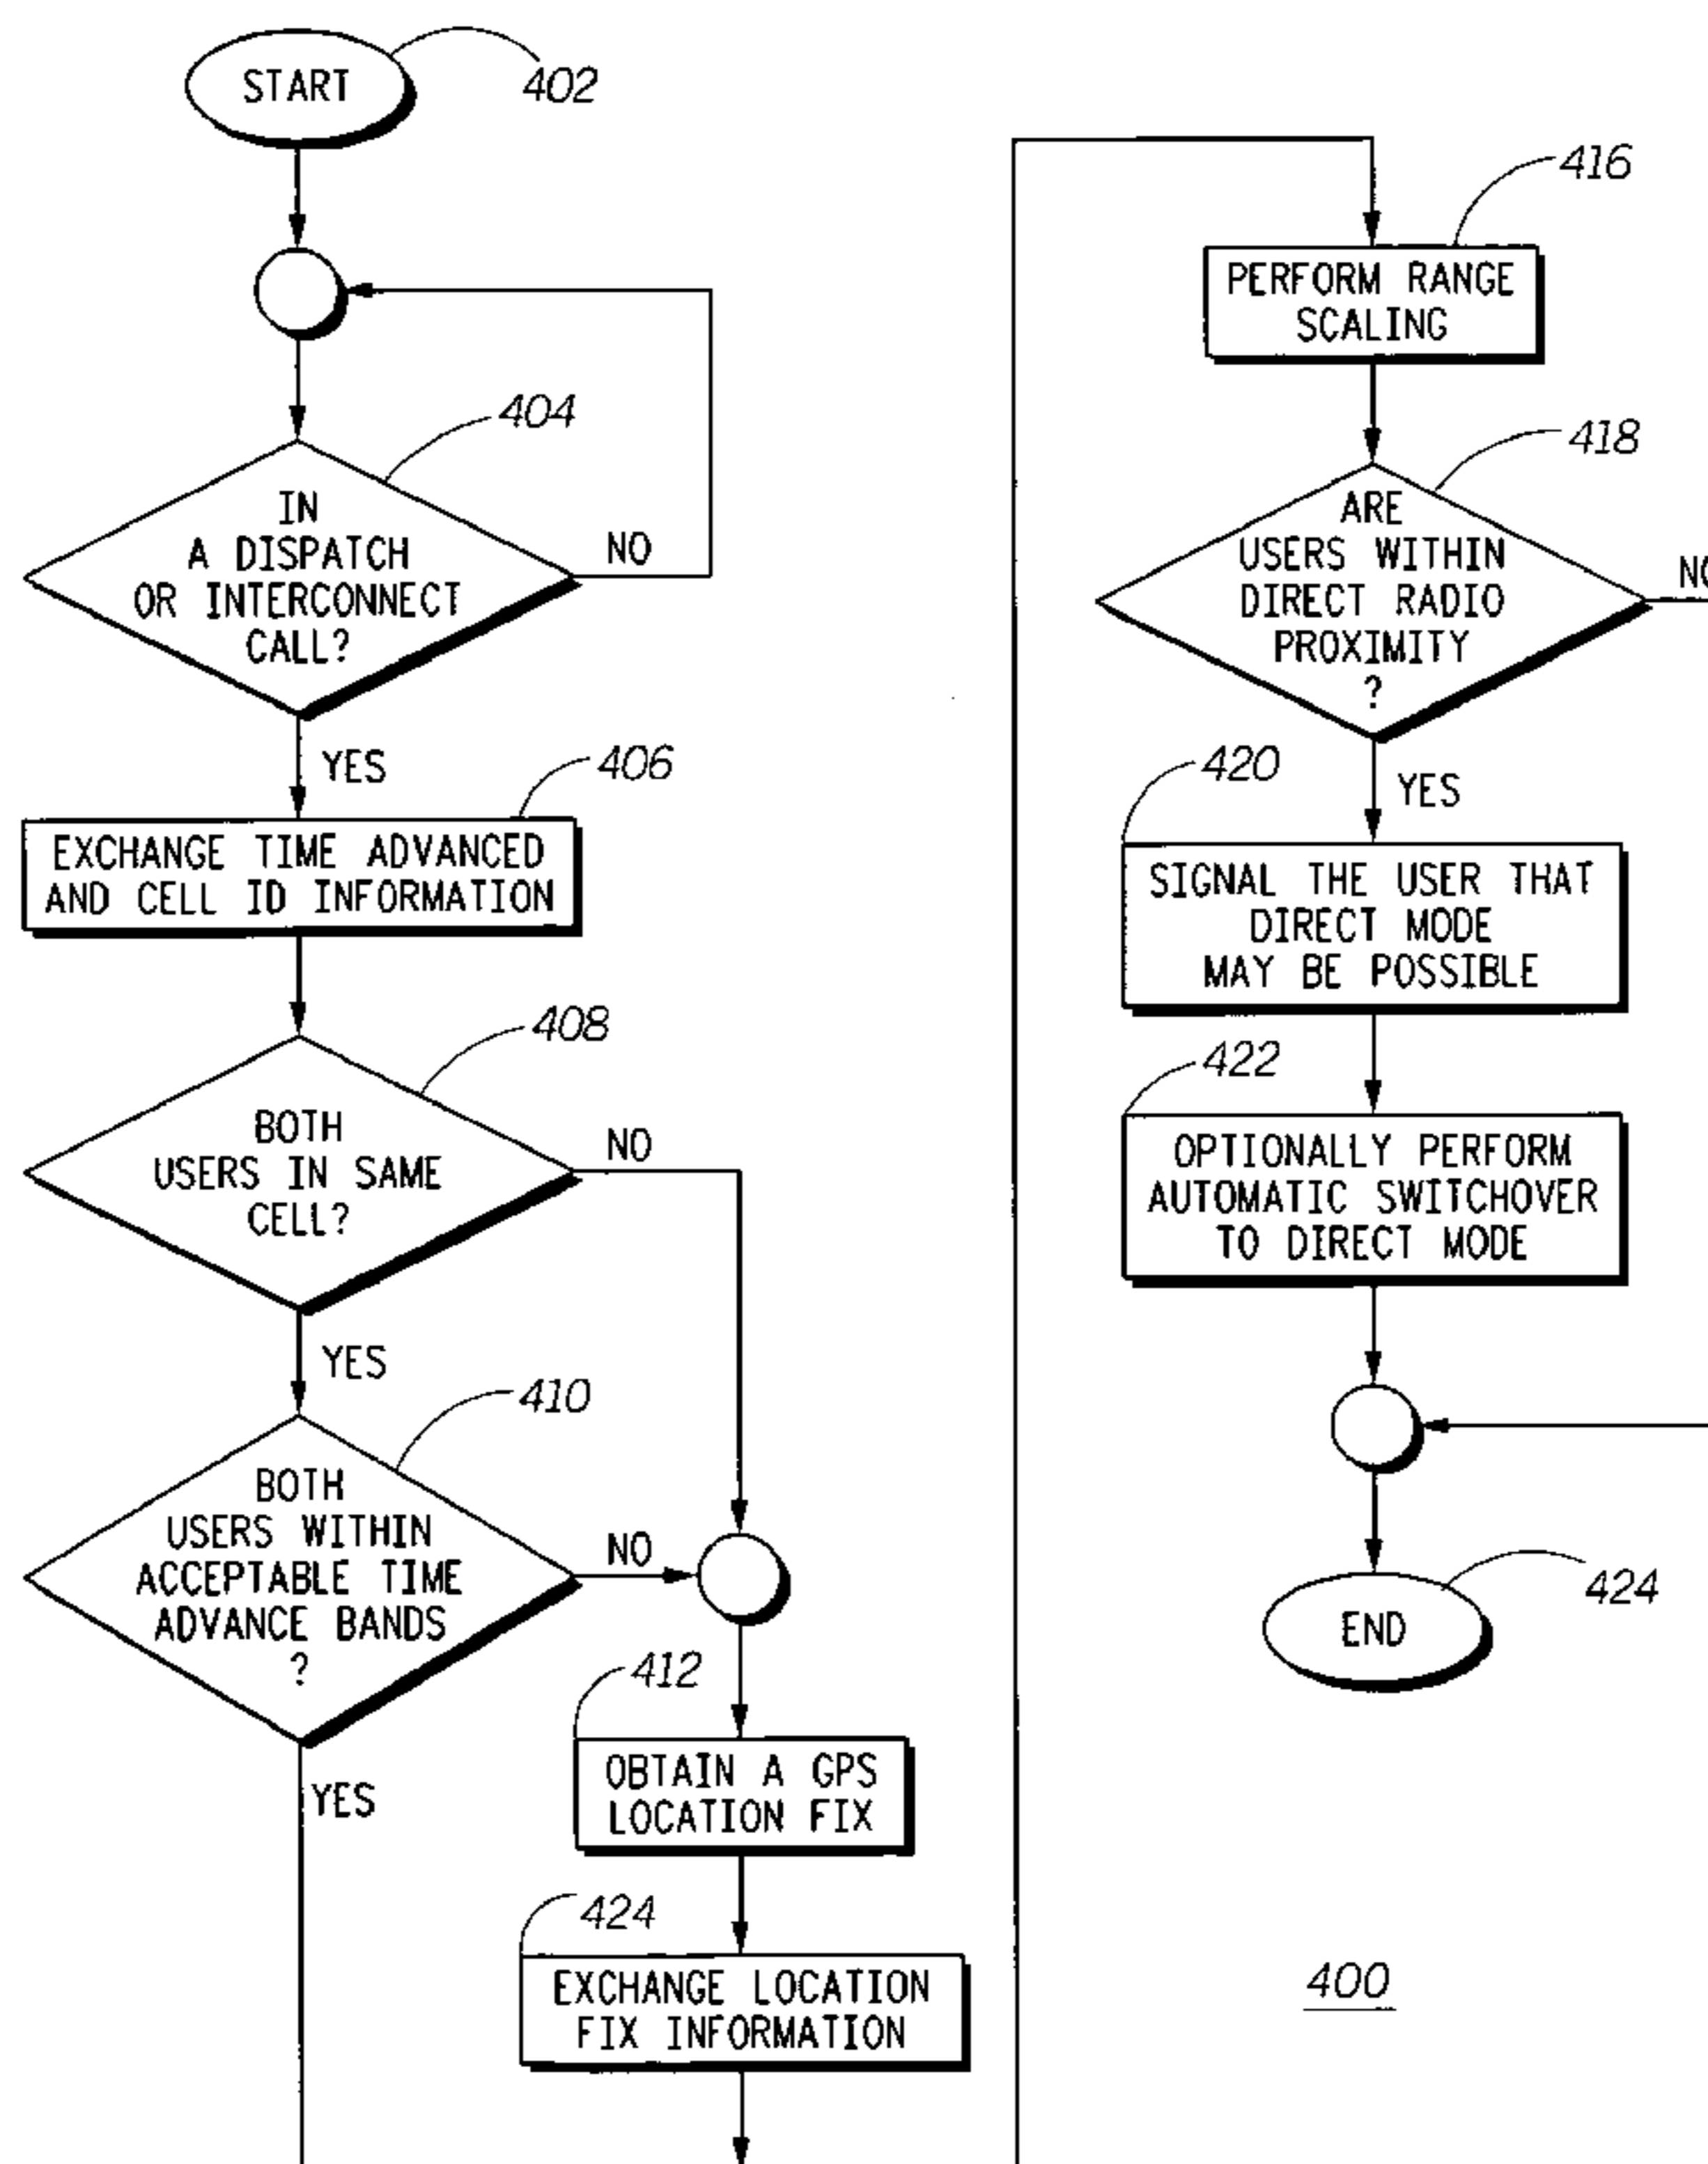 START
402
404
IN
A DISPATCH
OR INTERCONNECT
CALL?
NO
YES
406
EXCHANGE TIME ADVANCED
AND CELL ID INFORMATION
408
BOTH
USERS IN SAME
CELL?
NO
YES
410
BOTH
USERS WITHIN
ACCEPTABLE TIME
ADVANCE BANDS
?
NO
YES
412
OBTAIN A GPS
LOCATION FIX
424
EXCHANGE LOCATION
FIX INFORMATION
416
PERFORM RANGE
SCALING
418
ARE
USERS WITHIN
DIRECT RADIO
PROXIMITY
?
YES
420
SIGNAL THE USER THAT
DIRECT MODE
MAY BE POSSIBLE
422
OPTIONALLY PERFORM
AUTOMATIC SWITCHOVER
TO DIRECT MODE
424
END
400